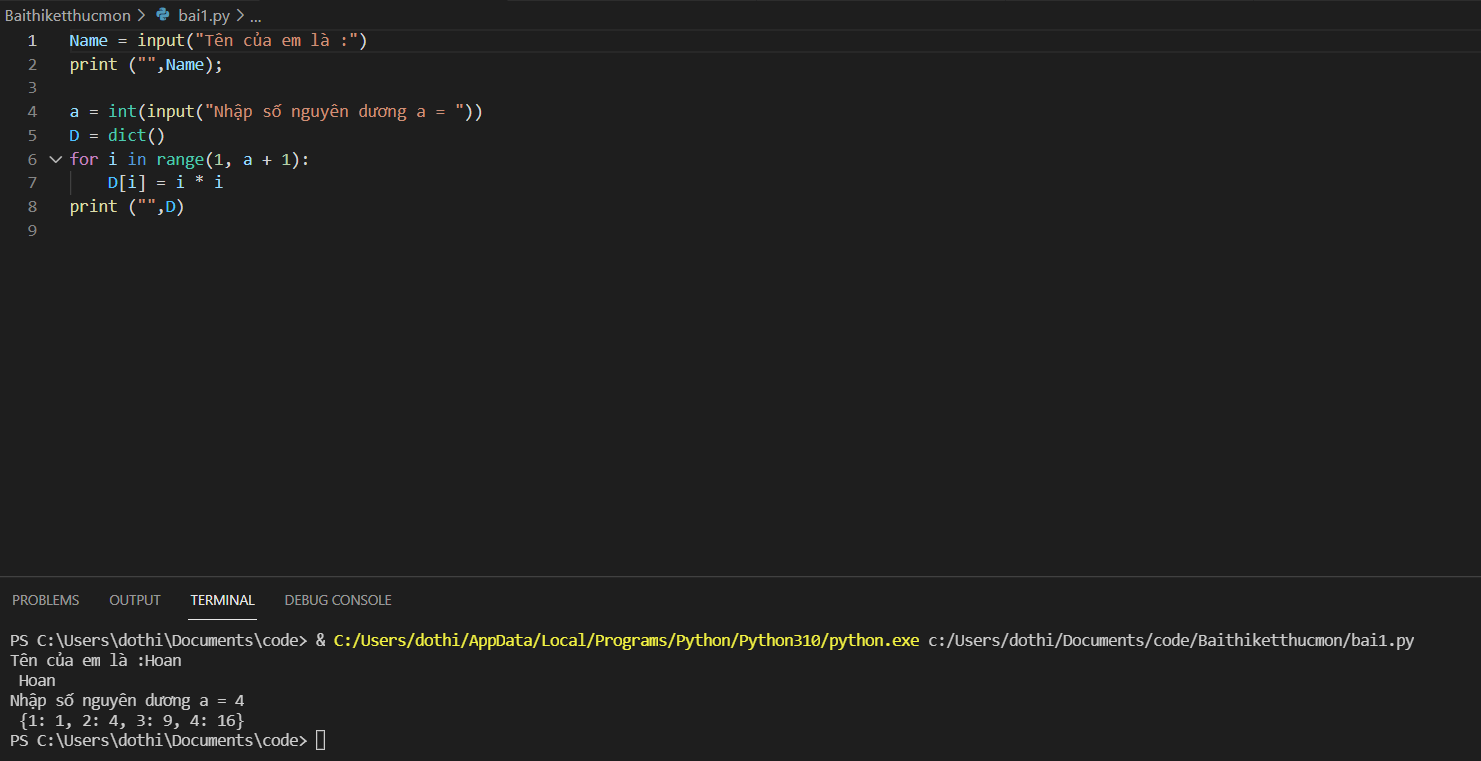 Baithiketthucmon > bai1.py > ...
1 Name = input("Tên của em là :")
2 print ("",Name);
3
4 a = int(input("Nhập số nguyên dương a = "))
5 D = dict()
6 for i in range(1, a + 1):
7 D[i] = i * i
8 print ("",D)
9
PROBLEMS OUTPUT TERMINAL DEBUG CONSOLE
PS C:\Users\dothi\Documents\code> & C:/Users/dothi/AppData/Local/Programs/Python/Python310/python.exe c:/Users/dothi/Documents/code/Baithiketthucmon/bai1.py
Tên của em là :Hoan
Hoan
Nhập số nguyên dương a = 4
{1: 1, 2: 4, 3: 9, 4: 16}
PS C:\Users\dothi\Documents\code>